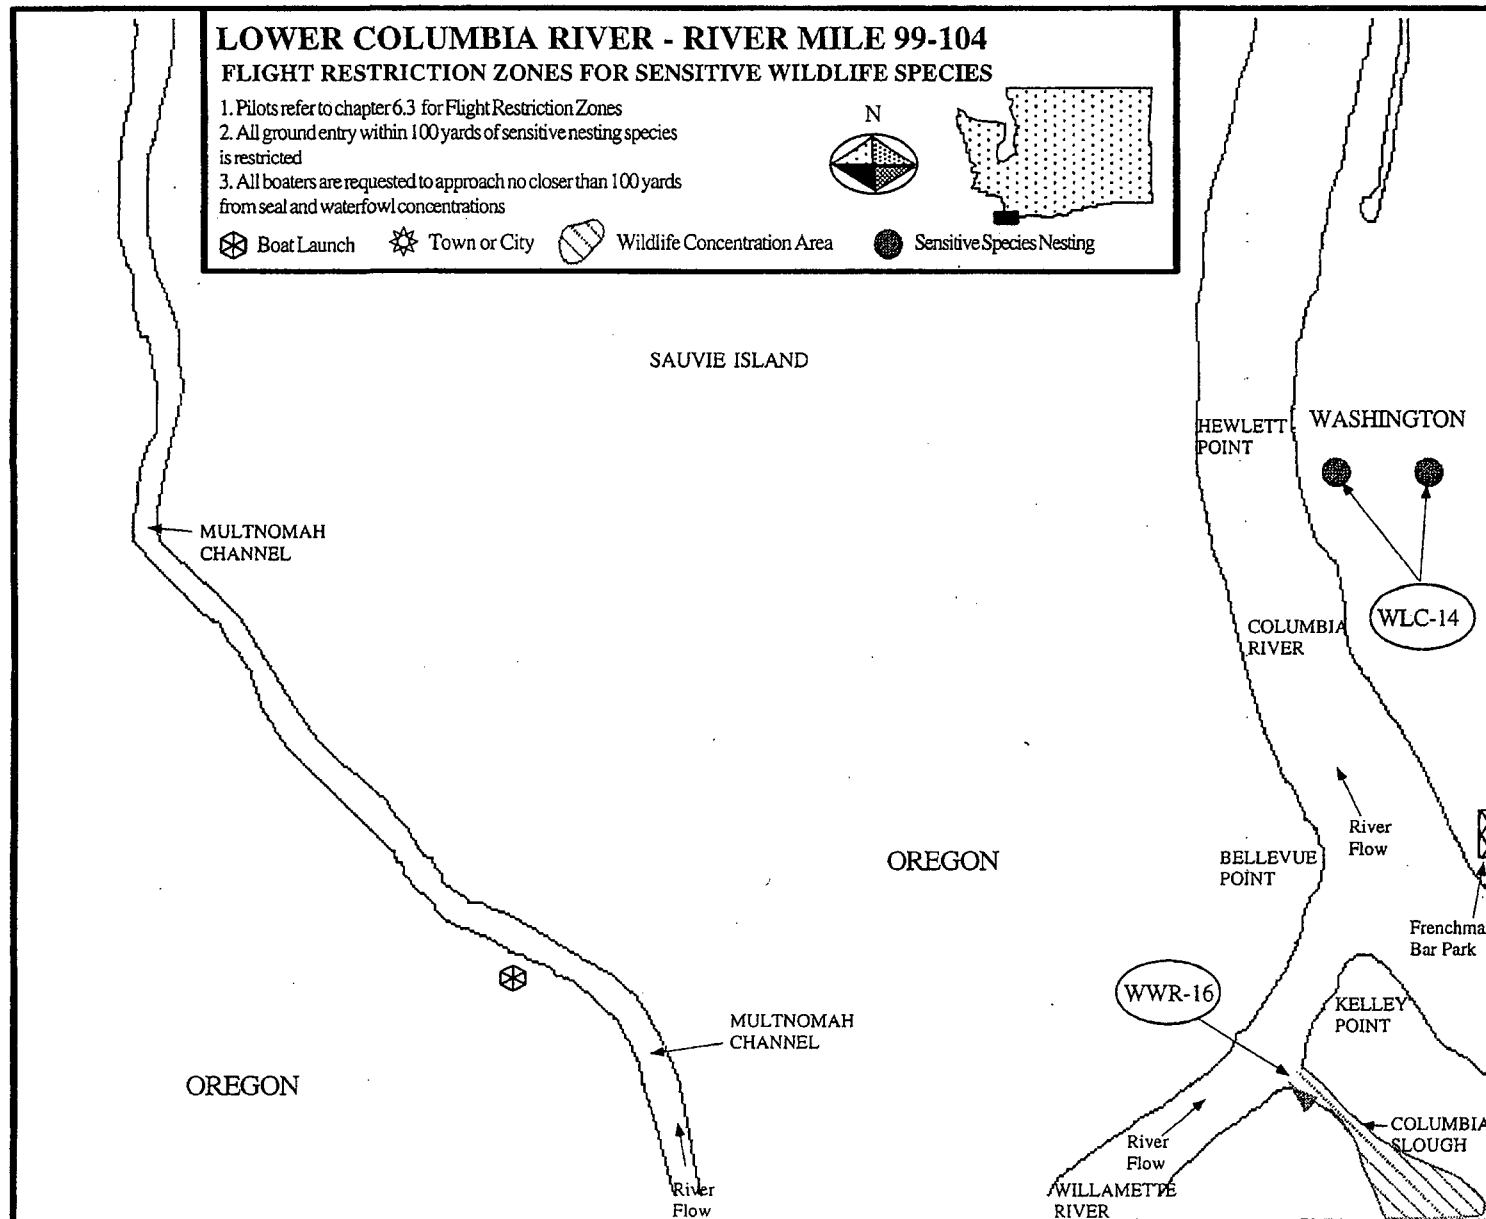 LOWER COLUMBIA RIVER - RIVER MILE 99-104
FLIGHT RESTRICTION ZONES FOR SENSITIVE WILDLIFE SPECIES
1. Pilots refer to chapter 6.3 for Flight Restriction Zones
2. All ground entry within 100 yards of sensitive nesting species
is restricted
3. All boaters are requested to approach no closer than 100 yards
from seal and waterfowl concentrations
N
Boat Launch
Town or City
Wildlife Concentration Area
Sensitive Species Nesting
SAUVIE ISLAND
HEWLETT
POINT
WASHINGTON
MULTNOMAH
CHANNEL
WLC-14
COLUMBIA
RIVER
River
Flow
OREGON
BELLEVUE
POINT
Frenchma
Bar Park
WWR-16
KELLEY
POINT
MULTNOMAH
CHANNEL
OREGON
COLUMBIA
SLOUGH
River
Flow
WILLAMETTE
RIVER
River
Flow